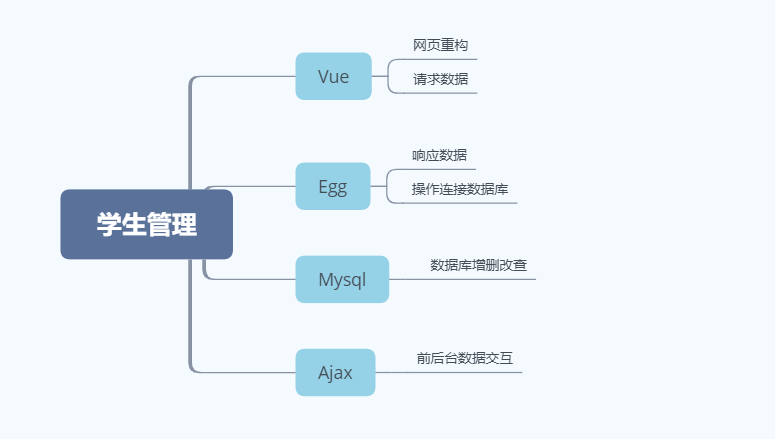 学生管理
Vue
网页重构
请求数据
Egg
响应数据
操作连接数据库
Mysql
数据库增删改查
Ajax
前后台数据交互